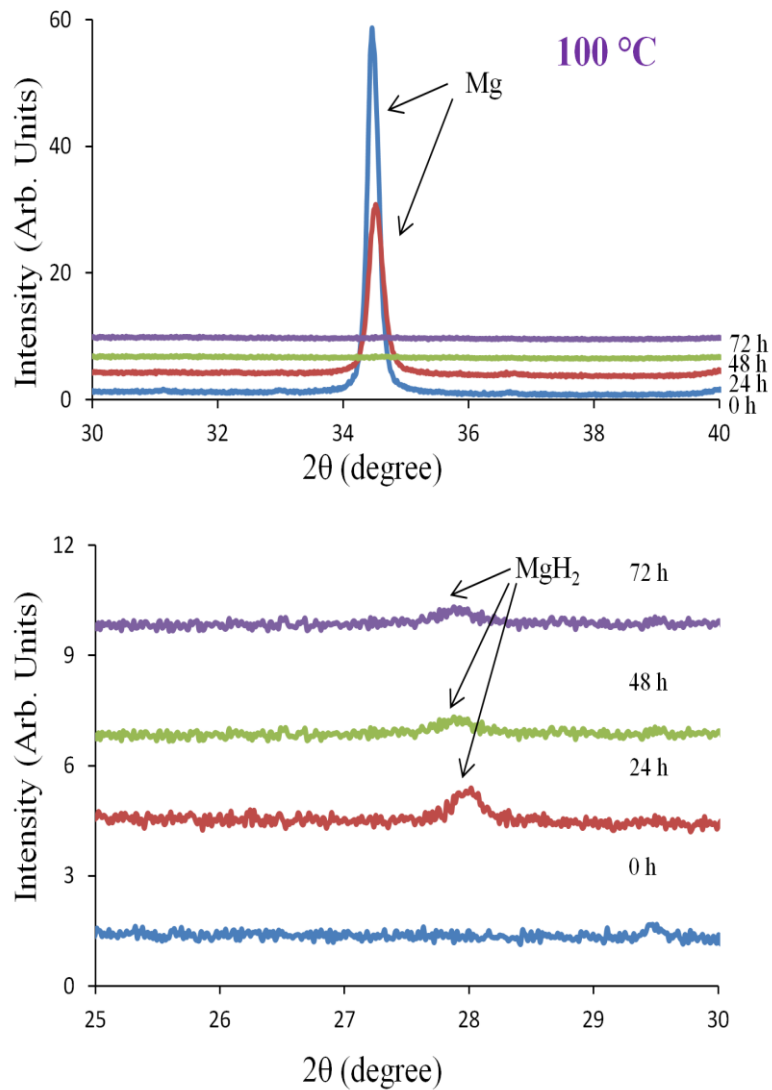 60
100 °C
Mg
40
20
0
Intensity (Arb. Units)
72 h
48 h
24 h
0 h
30
32
34
36
38
40
2θ (degree)
12
MgH₂
72 h
9
48 h
6
24 h
3
0 h
0
Intensity (Arb. Units)
25
26
27
28
29
30
2θ (degree)